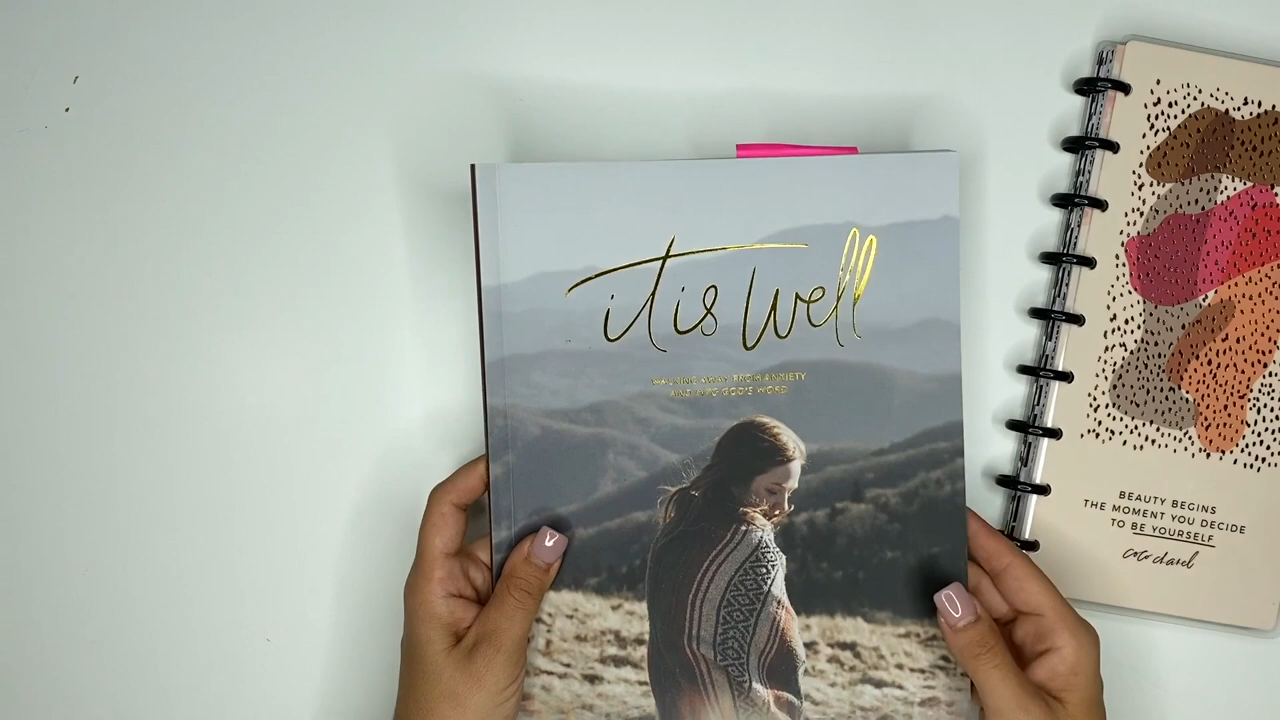 it is well
WALKING AWAY FROM ANXIETY
AND INTO GOD'S WORD
BEAUTY BEGINS
THE MOMENT YOU DECIDE
TO BE YOURSELF
coco chanel